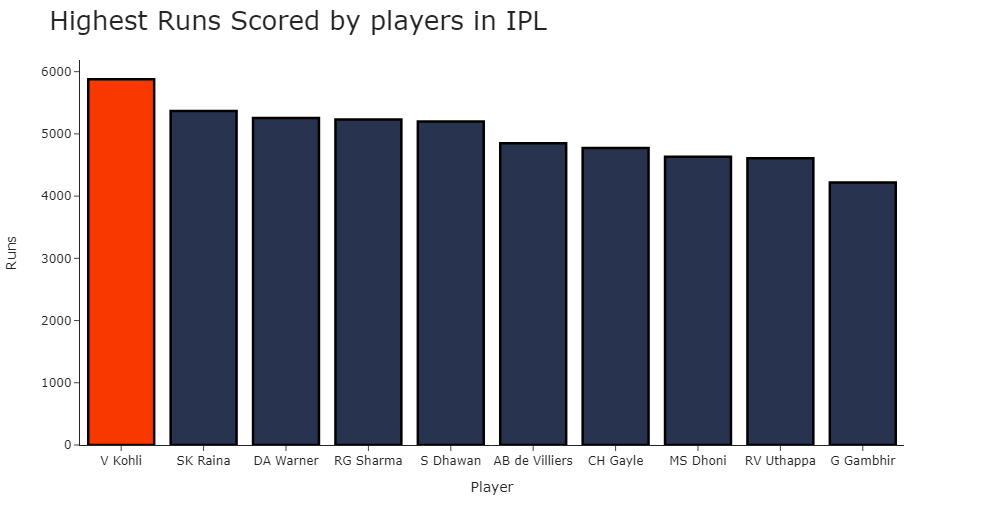 Highest Runs Scored by players in IPL
6000
5000
4000
3000
2000
1000
0
Runs
V Kohli
SK Raina
DA Warner
RG Sharma
S Dhawan
AB de Villiers
CH Gayle
MS Dhoni
RV Uthappa
G Gambhir
Player